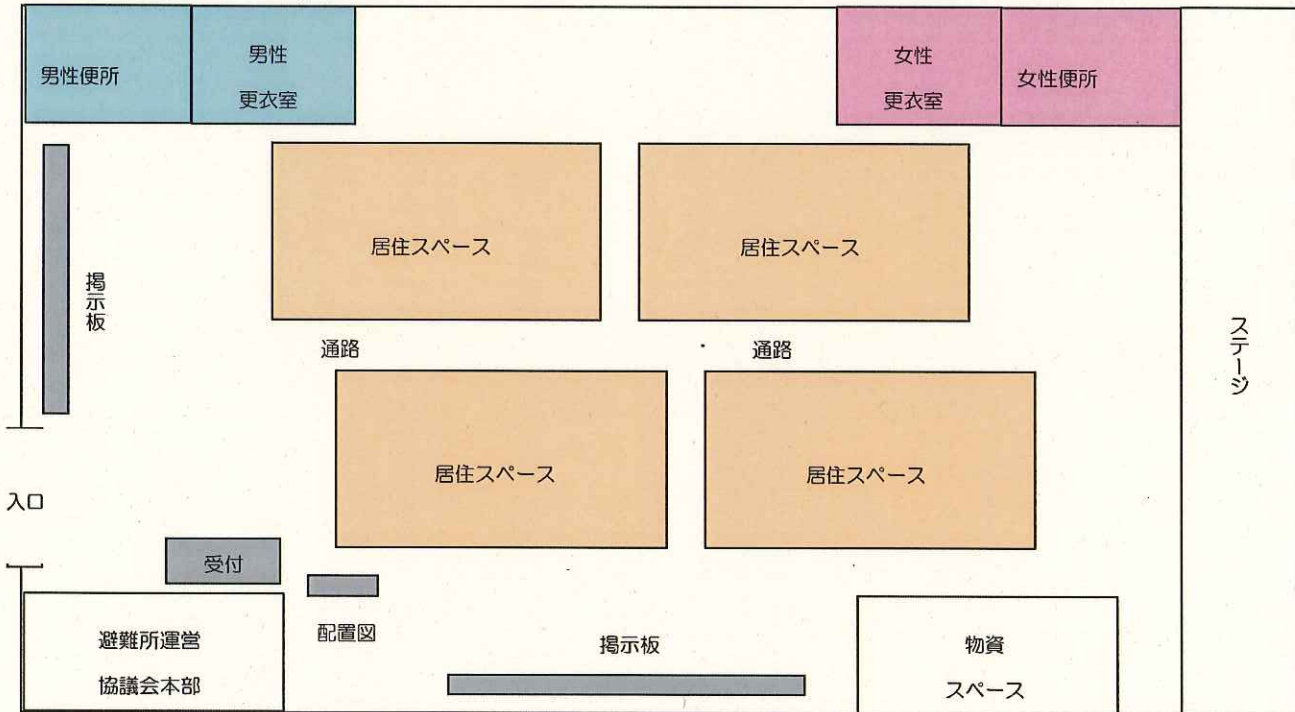 男性便所
男性
更衣室
女性
更衣室
女性便所
居住スペース
居住スペース
掲示板
通路
通路
ステージ
居住スペース
居住スペース
入口
受付
配置図
避難所運営
協議会本部
掲示板
物資
スペース